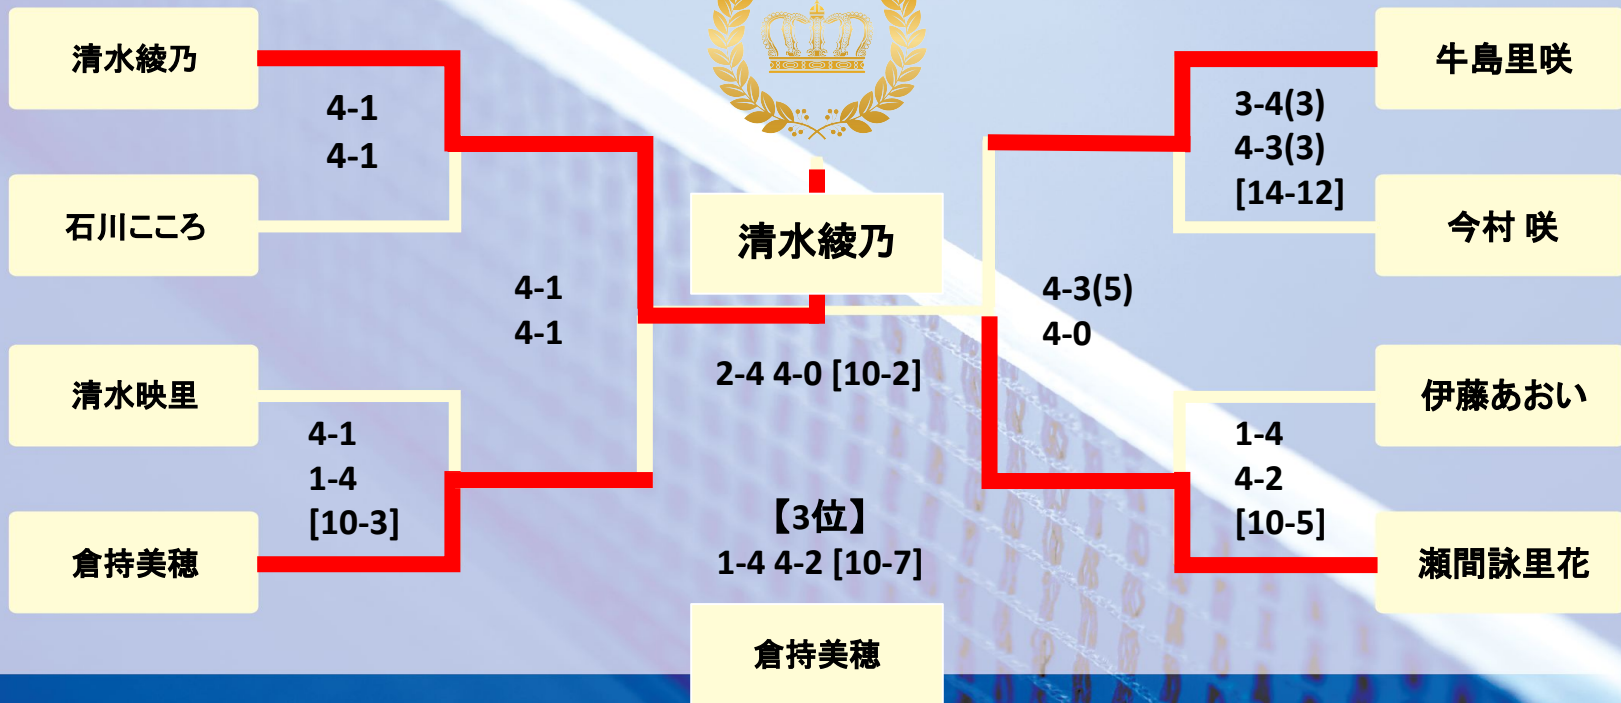 清水綾乃
4-1
4-1
石川こころ
4-1
4-1
清水映里
4-1
1-4
[10-3]
倉持美穂
清水綾乃
2-4 4-0 [10-2]
【3位】
1-4 4-2 [10-7]
倉持美穂
牛島里咲
3-4(3)
4-3(3)
[14-12]
今村 咲
4-3(5)
4-0
伊藤あおい
1-4
4-2
[10-5]
瀬間詠里花